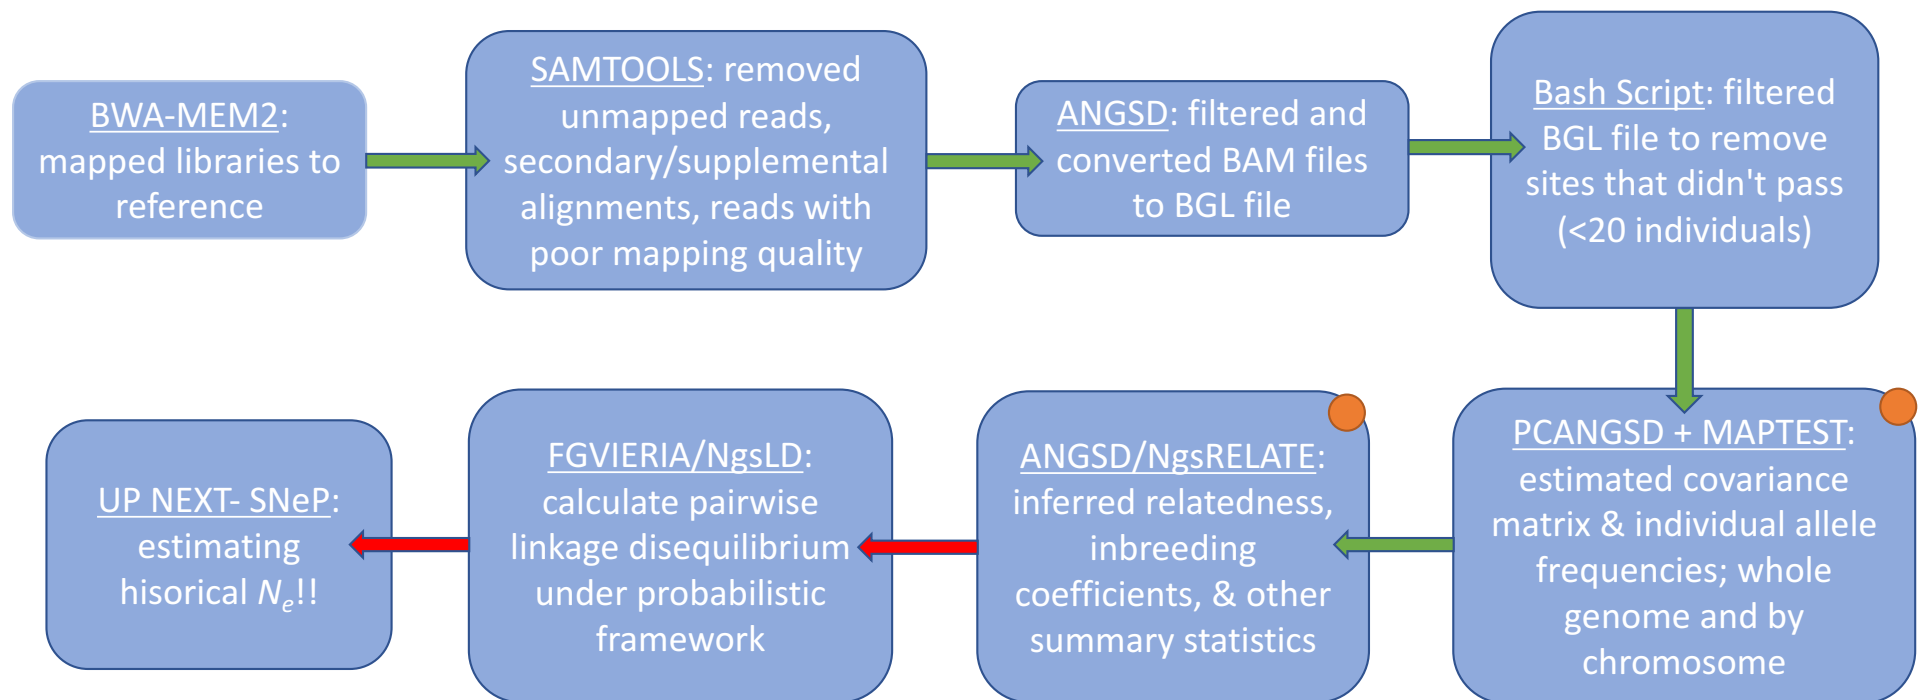 BWA-MEM2:
mapped libraries to
reference
SAMTOOLS: removed
unmapped reads,
secondary/supplemental
alignments, reads with
poor mapping quality
ANGSD: filtered and
converted BAM files
to BGL file
Bash Script: filtered
BGL file to remove
sites that didn't pass
(<20 individuals)
PCANGSD + MAPTEST:
estimated covariance
matrix & individual allele
frequencies; whole
genome and by
chromosome
ANGSD/NgsRELATE:
inferred relatedness,
inbreeding
coefficients, & other
summary statistics
FGVIERIA/NgsLD:
calculate pairwise
linkage disequilibrium
under probabilistic
framework
UP NEXT- SNeP:
estimating
hisorical Ne!!